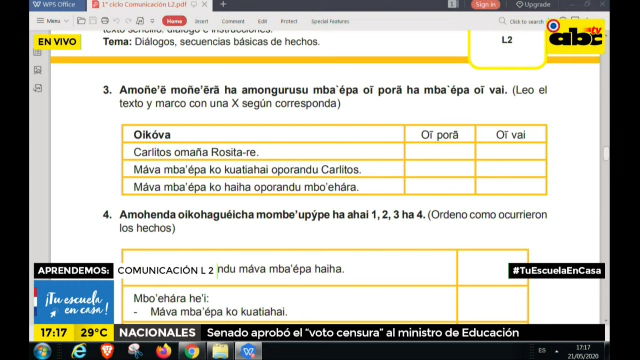 WPS Office
1° ciclo Comunicación L2.pdf
Sign in
Upgrade
Home
Insert
Comment
Edit
Page
Protect
Special Features
Click to search
EN VIVO
abc
tv
texto sencillo: diálogo e instrucciones.
Tema: Diálogos, secuencias básicas de hechos.
L2
3. Amoñe'ẽ moñe'ẽrã ha amongurusu mba`épa oĩ porã ha mba`épa oĩ vai. (Leo el
texto y marco con una X según corresponda)
Oikóva Oĩ porã Oĩ vai
Carlitos omaña Rosita-re.
Máva mba'épa ko kuatiahai oporandu Carlitos.
Máva mba'épa ko haiha oporandu mbo'ehára.
4. Amohenda oikohaguéicha mombe'upýpe ha ahai 1, 2, 3 ha 4. (Ordeno como ocurrieron
los hechos)
APRENDEMOS: COMUNICACIÓN L 2
ndu máva mba'épa haiha.
#TuEscuelaEnCasa
¡Tu escuela
en casa!
Mbo'ehára he'i:
- Máva mba'épa ko kuatiahai.
17:17 29°C NACIONALES Senado aprobó el "voto censura" al ministro de Educación
ES 17:17
21/05/2020